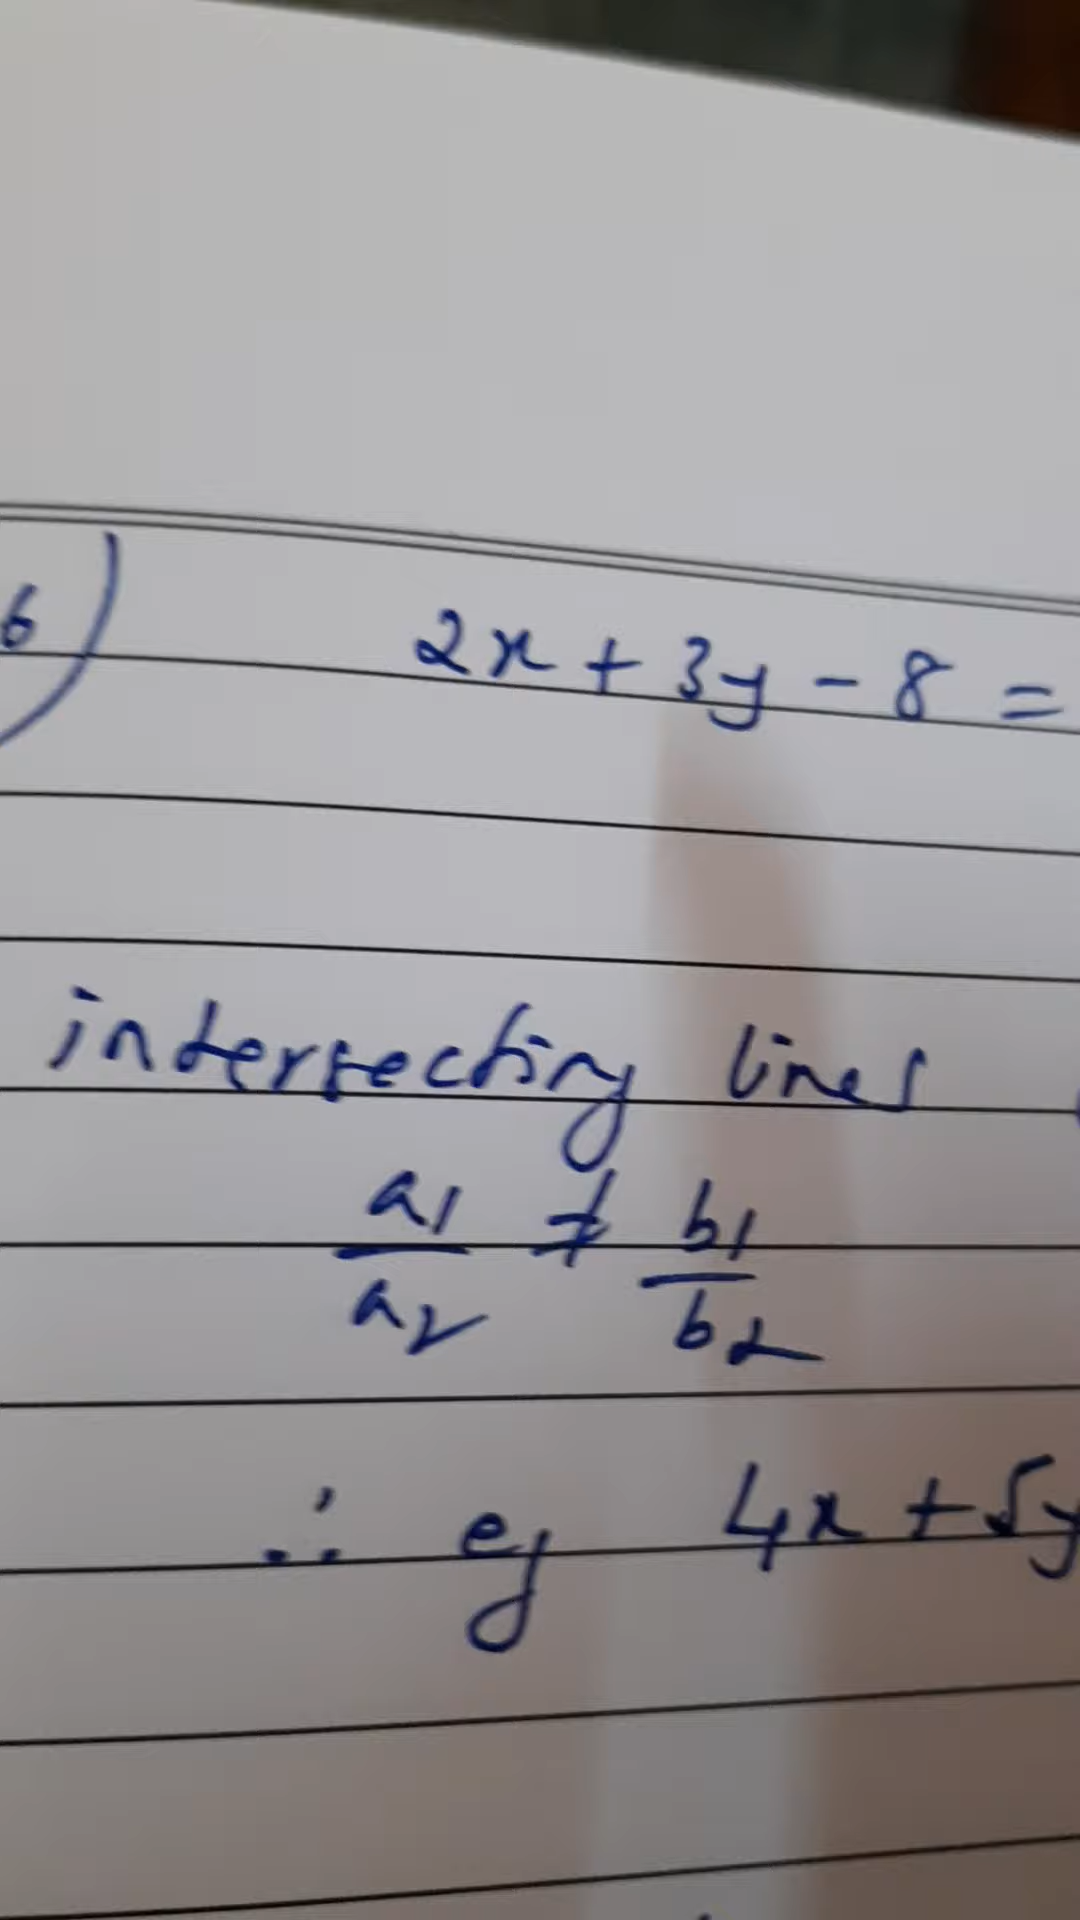 6)
2x + 3y - 8 =
intersecting lines
a1/a2 ≠ b1/b2
∴ eg 4x + 5y